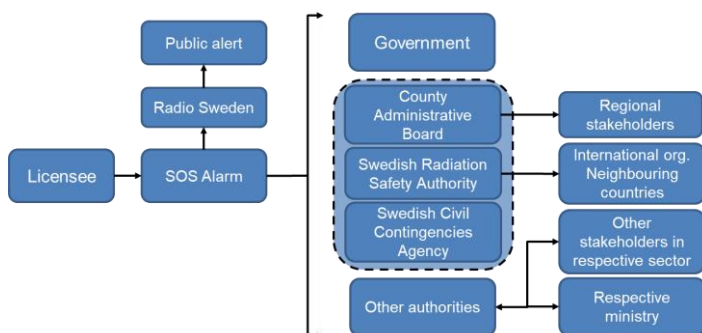 Public alert
Radio Sweden
Licensee
SOS Alarm
Government
County
Administrative
Board
Swedish Radiation
Safety Authority
Swedish Civil
Contingencies
Agency
Other authorities
Regional
stakeholders
International org.
Neighbouring
countries
Other
stakeholders in
respective sector
Respective
ministry